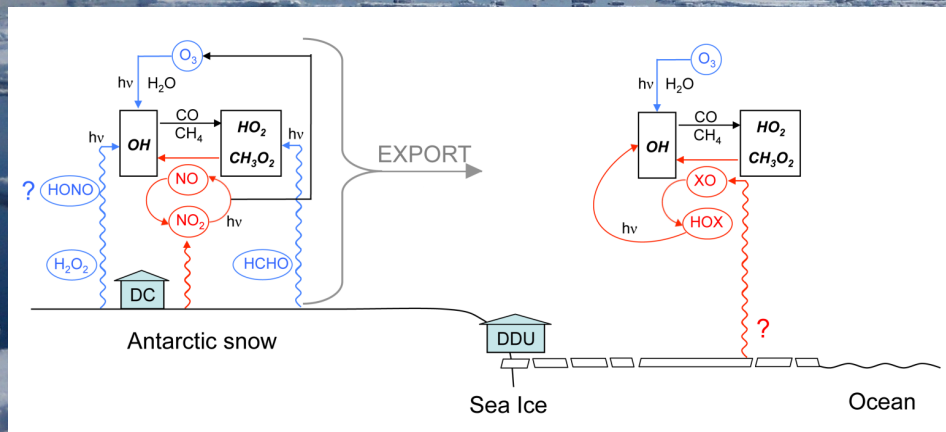 O3
hν
H2O
hν
OH
CO
CH4
HO2
CH3O2
hν
NO
NO2
hν
? HONO
H2O2
HCHO
DC
Antarctic snow
EXPORT
O3
hν
H2O
OH
CO
CH4
HO2
CH3O2
XO
HOX
hν
?
DDU
Sea Ice
Ocean